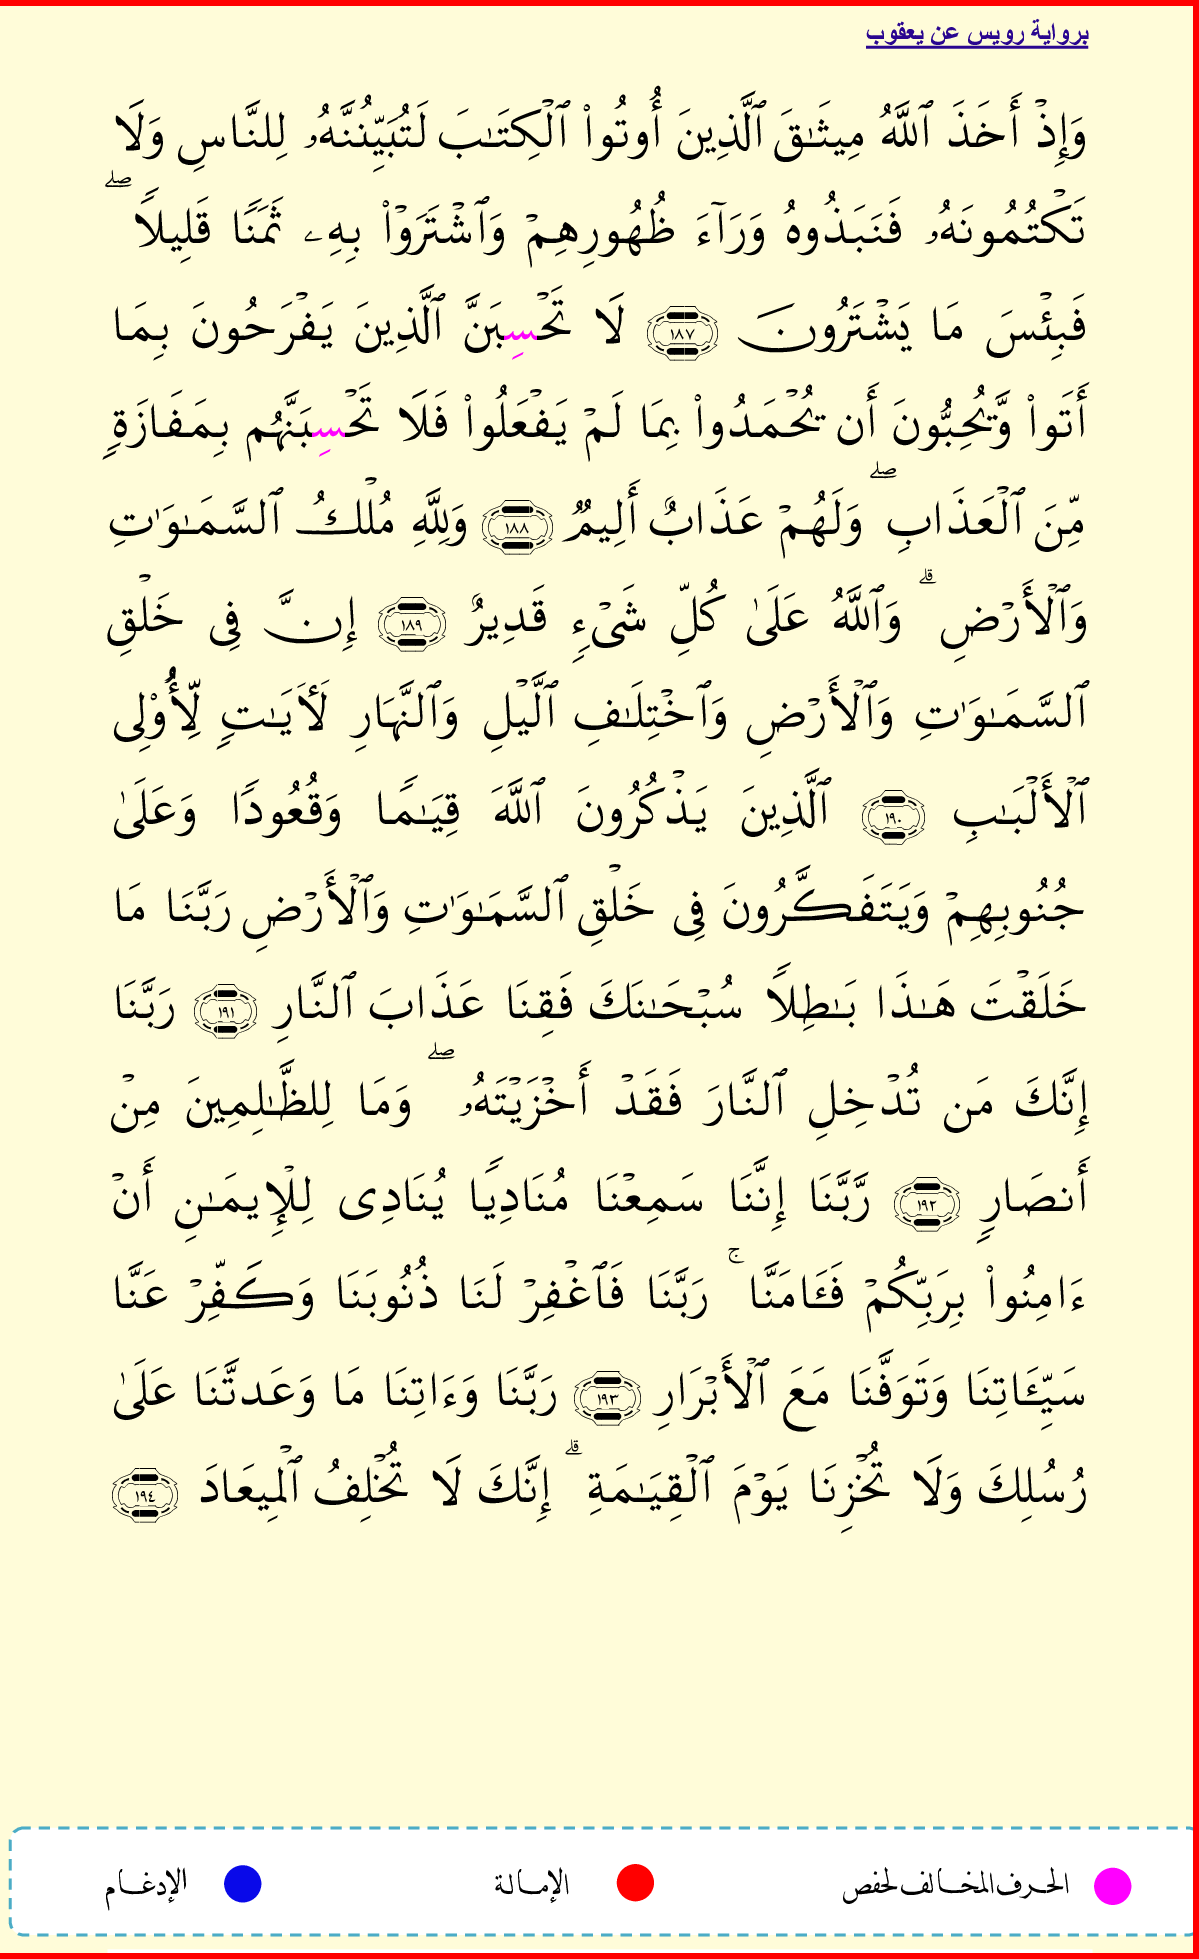 برواية رويس عن يعقوب
وَإِذۡ أَخَذَ ٱللَّهُ مِيثَٰقَ ٱلَّذِينَ أُوتُواْ ٱلۡكِتَٰبَ لَتُبَيِّنُنَّهُۥ لِلنَّاسِ وَلَا
تَكۡتُمُونَهُۥ فَنَبَذُوهُ وَرَآءَ ظُهُورِهِمۡ وَٱشۡتَرَوۡاْ بِهِۦ ثَمَنٗا قَلِيلٗاۖ
فَبِئۡسَ مَا يَشۡتَرُونَ ١٨٧ لَا تَحۡسِبَنَّ ٱلَّذِينَ يَفۡرَحُونَ بِمَا
أَتَواْ وَّيُحِبُّونَ أَن يُحۡمَدُواْ بِمَا لَمۡ يَفۡعَلُواْ فَلَا تَحۡسِبَنَّهُم بِمَفَازَةٖ
مِّنَ ٱلۡعَذَابِۖ وَلَهُمۡ عَذَابٌ أَلِيمٞ ١٨٨ وَلِلَّهِ مُلۡكُ ٱلسَّمَٰوَٰتِ
وَٱلۡأَرۡضِۗ وَٱللَّهُ عَلَىٰ كُلِّ شَيۡءٖ قَدِيرٌ ١٨٩ إِنَّ فِي خَلۡقِ
ٱلسَّمَٰوَٰتِ وَٱلۡأَرۡضِ وَٱخۡتِلَٰفِ ٱلَّيۡلِ وَٱلنَّهَارِ لَأٓيَٰتٖ لِّأُوْلِي
ٱلۡأَلۡبَٰبِ ١٩٠ ٱلَّذِينَ يَذۡكُرُونَ ٱللَّهَ قِيَٰمٗا وَقُعُودٗا وَعَلَىٰ
جُنُوبِهِمۡ وَيَتَفَكَّرُونَ فِي خَلۡقِ ٱلسَّمَٰوَٰتِ وَٱلۡأَرۡضِ رَبَّنَا مَا
خَلَقۡتَ هَٰذَا بَٰطِلٗا سُبۡحَٰنَكَ فَقِنَا عَذَابَ ٱلنَّارِ ١٩١ رَبَّنَا
إِنَّكَ مَن تُدۡخِلِ ٱلنَّارَ فَقَدۡ أَخۡزَيۡتَهُۥۖ وَمَا لِلظَّٰلِمِينَ مِنۡ
أَنصَارٖ ١٩٢ رَّبَّنَا إِنَّنَا سَمِعۡنَا مُنَادِيٗا يُنَادِي لِلۡإِيمَٰنِ أَنۡ
ءَامِنُواْ بِرَبِّكُمۡ فَـَٔامَنَّاۚ رَبَّنَا فَٱغۡفِرۡ لَنَا ذُنُوبَنَا وَكَفِّرۡ عَنَّا
سَيِّـَٔاتِنَا وَتَوَفَّنَا مَعَ ٱلۡأَبۡرَارِ ١٩٣ رَبَّنَا وَءَاتِنَا مَا وَعَدتَّنَا عَلَىٰ
رُسُلِكَ وَلَا تُخۡزِنَا يَوۡمَ ٱلۡقِيَٰمَةِۗ إِنَّكَ لَا تُخۡلِفُ ٱلۡمِيعَادَ ١٩٤
الحرف المخالف لحفص الإمالة الإدغام